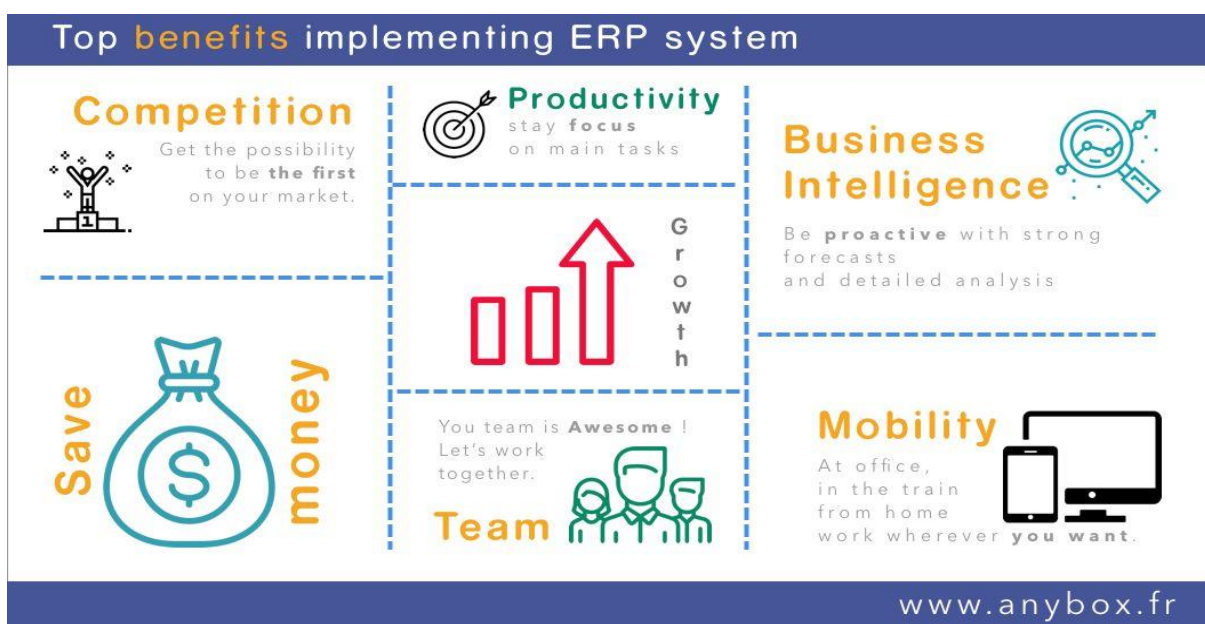 Top benefits implementing ERP system
Competition
Get the possibility
to be the first
on your market.
1
Save
$
money
Productivity
stay focus
on main tasks
Growth
You team is Awesome !
Let's work
together.
Team
Business
Intelligence
Be proactive with strong
forecasts
and detailed analysis
Mobility
At office,
in the train
from home
work wherever you want.
www.anybox.fr